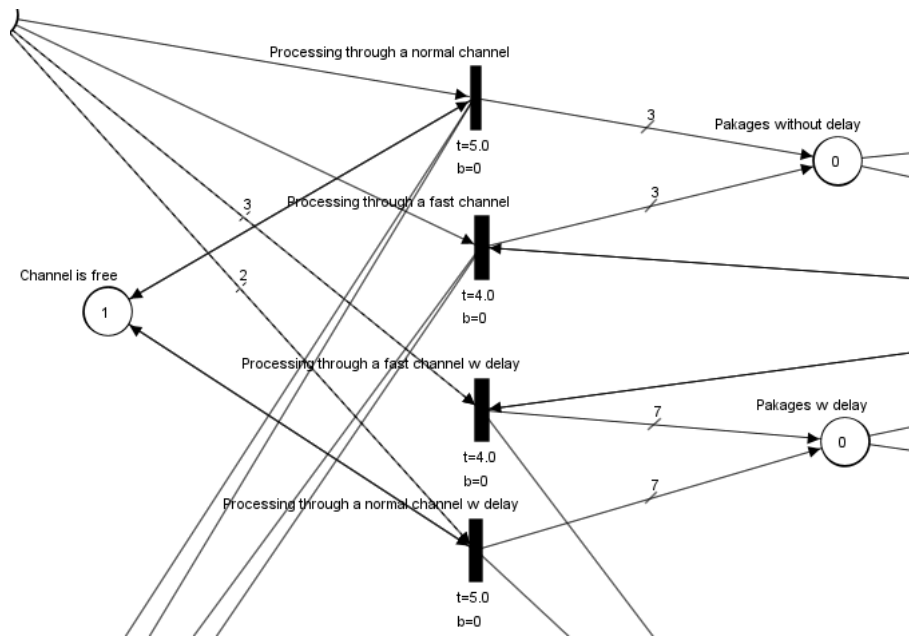 Processing through a normal channel
3
Pakages without delay
0
t=5.0
b=0
3
Processing through a fast channel
3
Channel is free
1
2
t=4.0
b=0
Processing through a fast channel w delay
7
Pakages w delay
0
t=4.0
b=0
7
Processing through a normal channel w delay
t=5.0
b=0